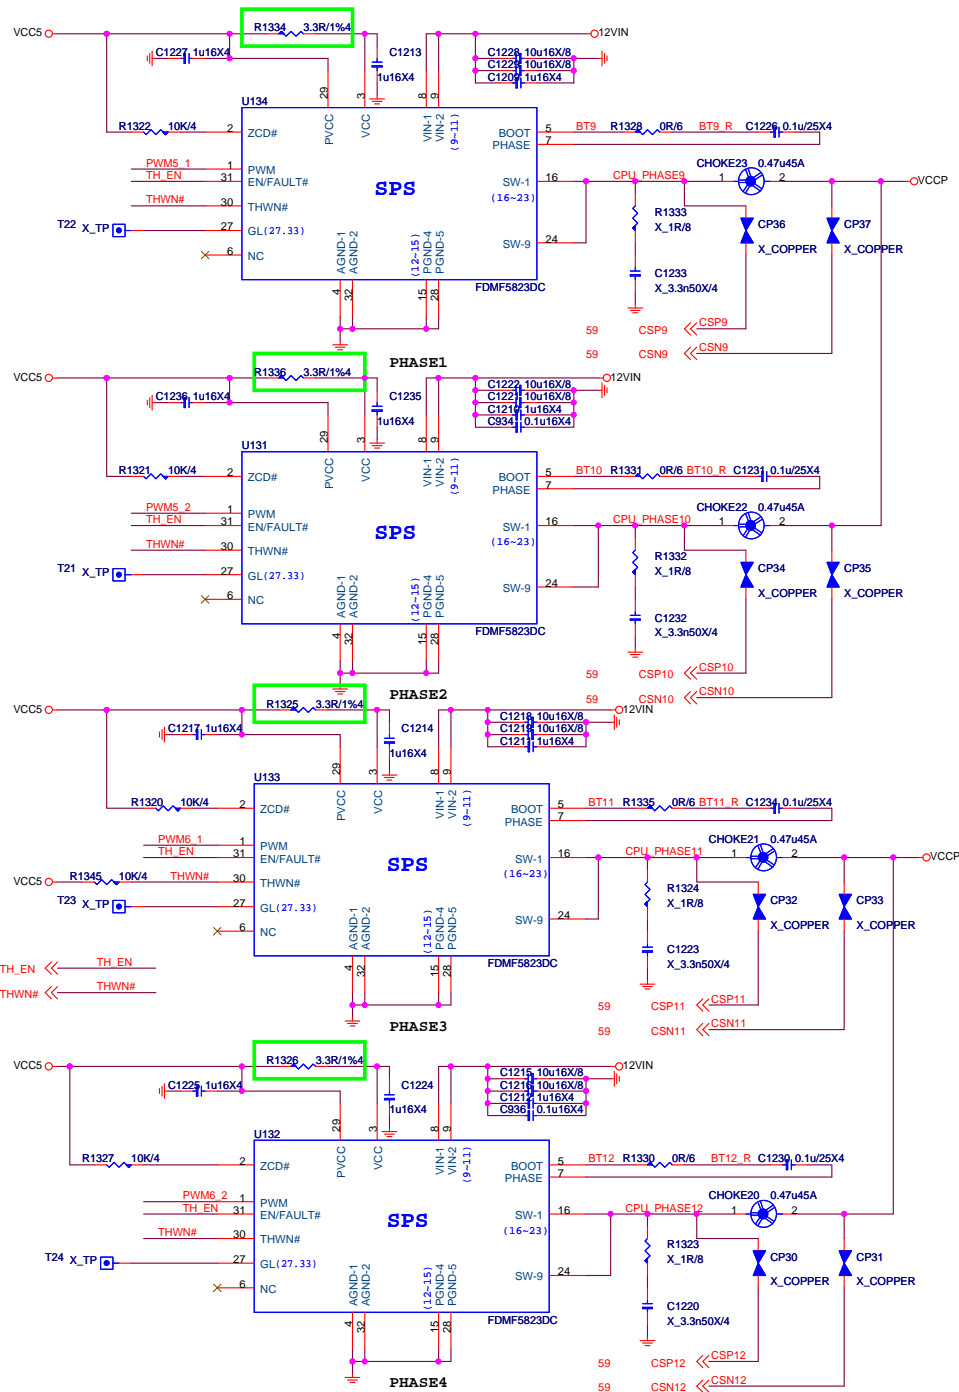 R1334 3.3R/1%4
VCC5 12VIN
C1227 1u16X4 C1213 C1228 10u16X/8
C1229 10u16X/8
1u16X4 C1209 1u16X4
29 3 8 9
U134
R1322 10K/4 2 ZCD# PVCC VCC VIN-1 VIN-2 (9~11) BOOT 5 BT9 R1328 0R/6 BT9_R C1226 0.1u/25X4
PHASE 7
PWM5_1 1 PWM
TH_EN 31 EN/FAULT# SW-1 16 CPU_PHASE9 CHOKE23 0.47u45A 1 2 VCCP
SPS (16~23)
THWN# 30 THWN#
T22 X_TP 27 GL(27.33) R1333 X_1R/8 CP36 X_COPPER CP37 X_COPPER
6 NC AGND-1 AGND-2 (12~15) PGND-4 PGND-5 SW-9 24
C1233 X_3.3n50X/4
4 32 15 28 FDMF5823DC
59 CSP9 CSP9
59 CSN9 CSN9
PHASE1
R1336 3.3R/1%4
VCC5 12VIN
C1236 1u16X4 C1235 C1222 10u16X/8
C1221 10u16X/8
1u16X4 C1210 1u16X4
C934 0.1u16X4
29 3 8 9
U131
R1321 10K/4 2 ZCD# PVCC VCC VIN-1 VIN-2 (9~11) BOOT 5 BT10 R1331 0R/6 BT10_R C1231 0.1u/25X4
PHASE 7
PWM5_2 1 PWM
TH_EN 31 EN/FAULT# SW-1 16 CPU_PHASE10 CHOKE22 0.47u45A 1 2
SPS (16~23)
THWN# 30 THWN#
T21 X_TP 27 GL(27.33) R1332 X_1R/8 CP34 X_COPPER CP35 X_COPPER
6 NC AGND-1 AGND-2 (12~15) PGND-4 PGND-5 SW-9 24
C1232 X_3.3n50X/4
4 32 15 28 FDMF5823DC
59 CSP10 CSP10
59 CSN10 CSN10
PHASE2
R1325 3.3R/1%4
VCC5 12VIN
C1217 1u16X4 C1214 C1218 10u16X/8
C1219 10u16X/8
1u16X4 C1211 1u16X4
29 3 8 9
U133
R1320 10K/4 2 ZCD# PVCC VCC VIN-1 VIN-2 (9~11) BOOT 5 BT11 R1335 0R/6 BT11_R C1234 0.1u/25X4
PHASE 7
PWM6_1 1 PWM
TH_EN 31 EN/FAULT# SW-1 16 CPU_PHASE11 CHOKE21 0.47u45A 1 2 VCCP
SPS (16~23)
VCC5 R1345 10K/4 THWN# 30 THWN#
T23 X_TP 27 GL(27.33) R1324 X_1R/8 CP32 X_COPPER CP33 X_COPPER
6 NC AGND-1 AGND-2 (12~15) PGND-4 PGND-5 SW-9 24
C1223 X_3.3n50X/4
4 32 15 28 FDMF5823DC
TH_EN TH_EN
THWN# THWN#
59 CSP11 CSP11
59 CSN11 CSN11
PHASE3
R1326 3.3R/1%4
VCC5 12VIN
C1225 1u16X4 C1224 C1215 10u16X/8
C1216 10u16X/8
1u16X4 C1212 1u16X4
C936 0.1u16X4
29 3 8 9
U132
R1327 10K/4 2 ZCD# PVCC VCC VIN-1 VIN-2 (9~11) BOOT 5 BT12 R1330 0R/6 BT12_R C1230 0.1u/25X4
PHASE 7
PWM6_2 1 PWM
TH_EN 31 EN/FAULT# SW-1 16 CPU_PHASE12 CHOKE20 0.47u45A 1 2
SPS (16~23)
THWN# 30 THWN#
T24 X_TP 27 GL(27.33) R1323 X_1R/8 CP30 X_COPPER CP31 X_COPPER
6 NC AGND-1 AGND-2 (12~15) PGND-4 PGND-5 SW-9 24
C1220 X_3.3n50X/4
4 32 15 28 FDMF5823DC
59 CSP12 CSP12
59 CSN12 CSN12
PHASE4